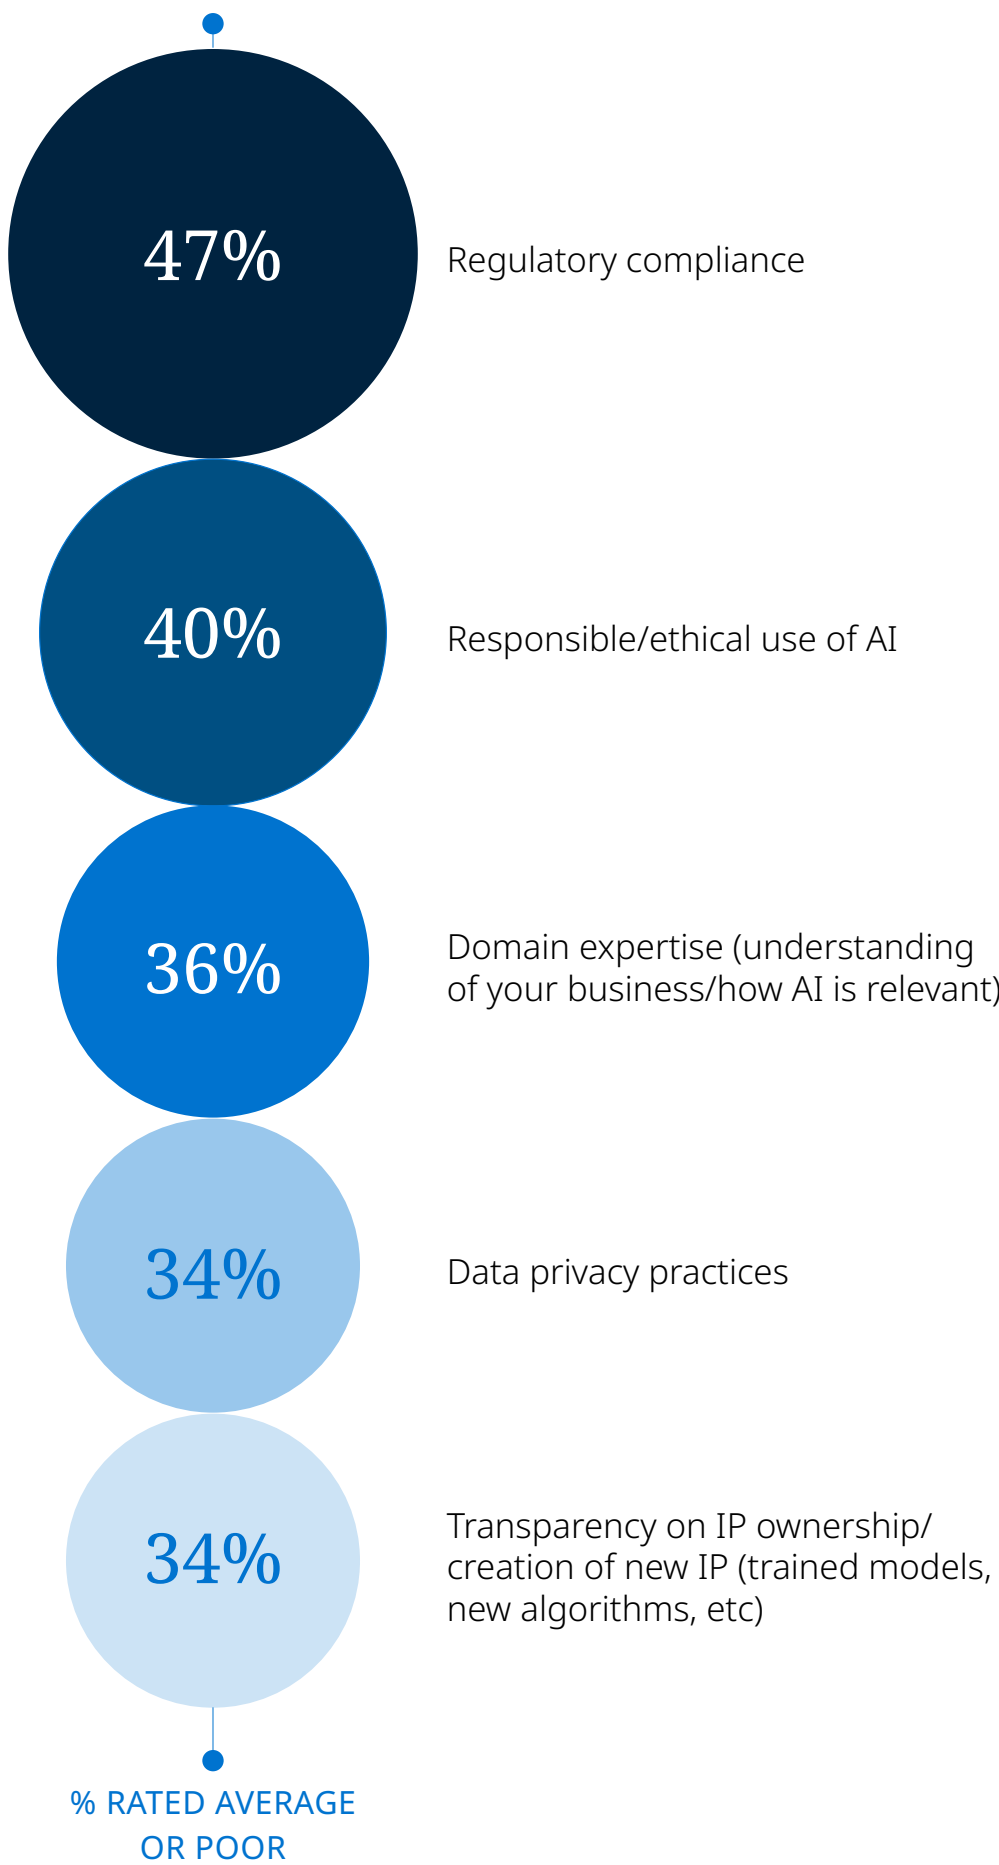 47%
Regulatory compliance
40%
Responsible/ethical use of AI
36%
Domain expertise (understanding
of your business/how AI is relevant)
34%
Data privacy practices
34%
Transparency on IP ownership/
creation of new IP (trained models,
new algorithms, etc)
% RATED AVERAGE
OR POOR